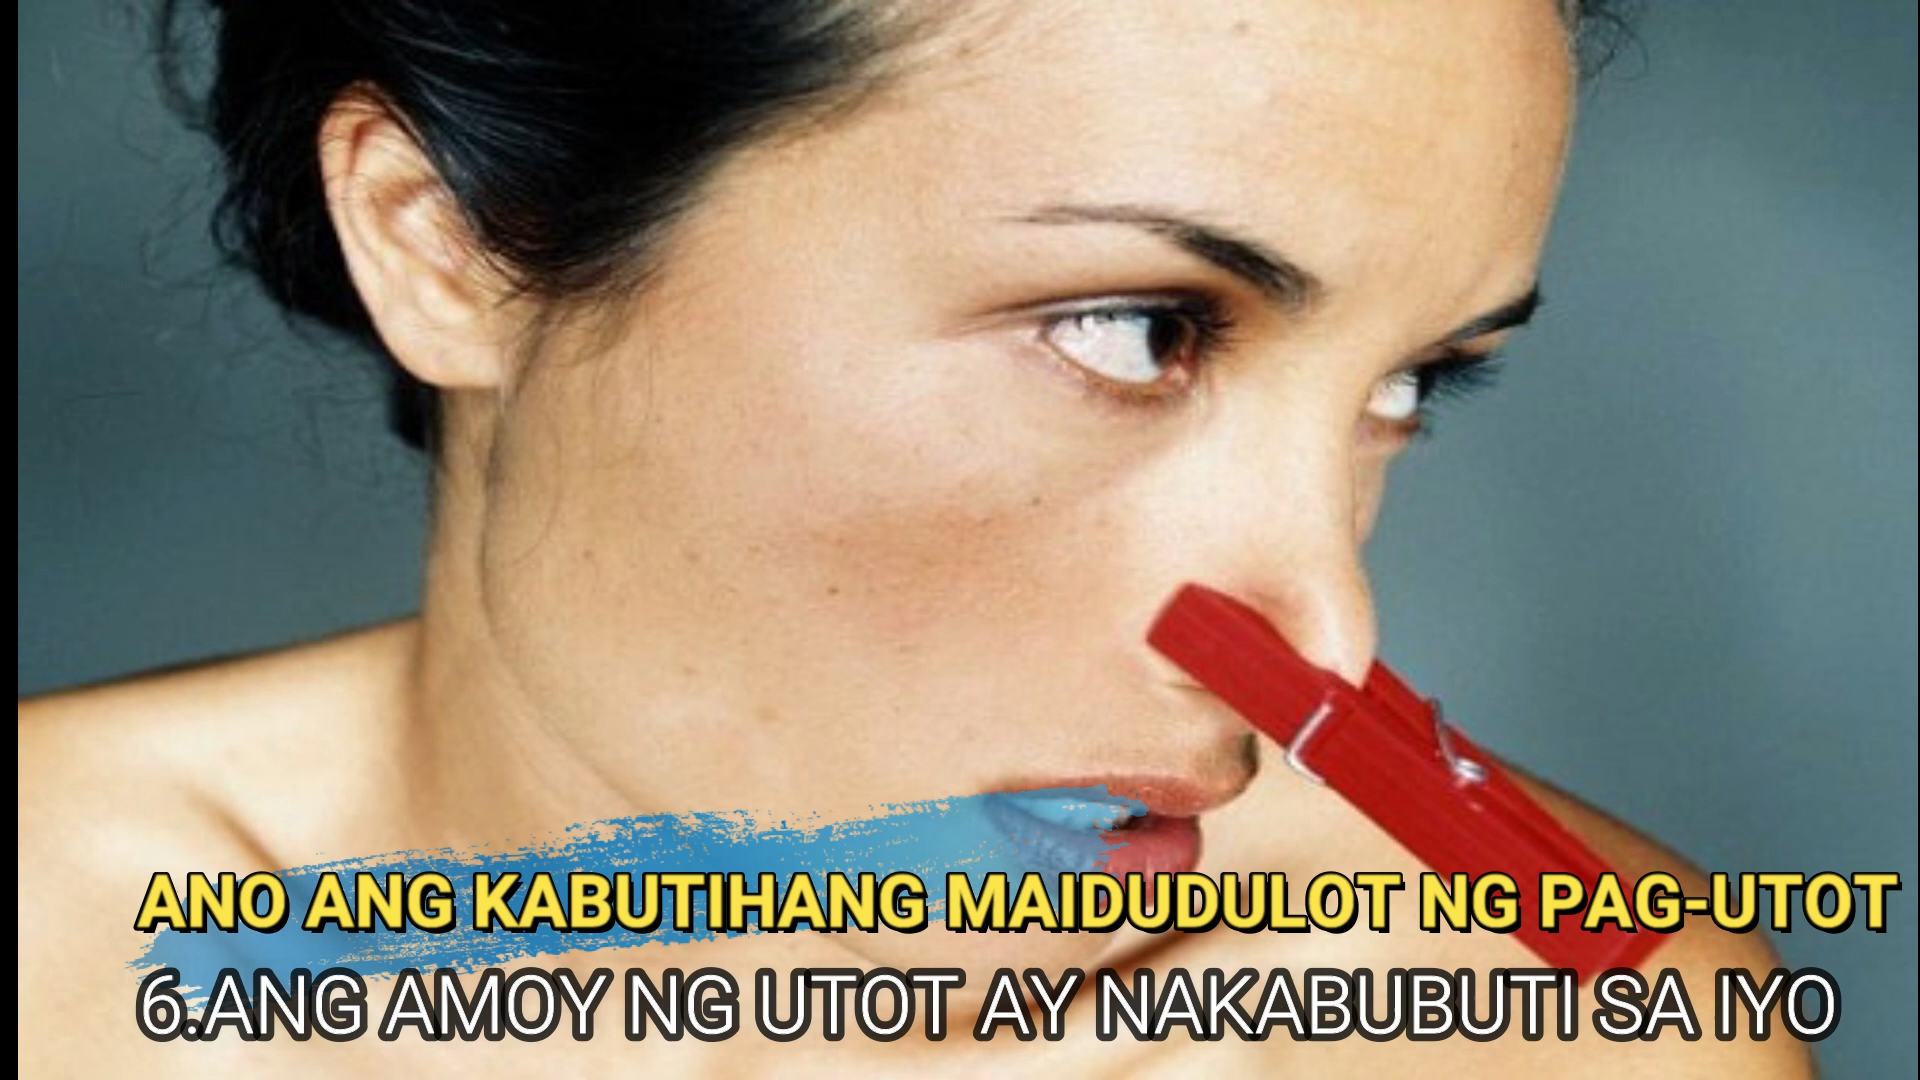 ANO ANG KABUTIHANG MAIDUDULOT NG PAG-UTOT
6.ANG AMOY NG UTOT AY NAKABUBUTI SA IYO